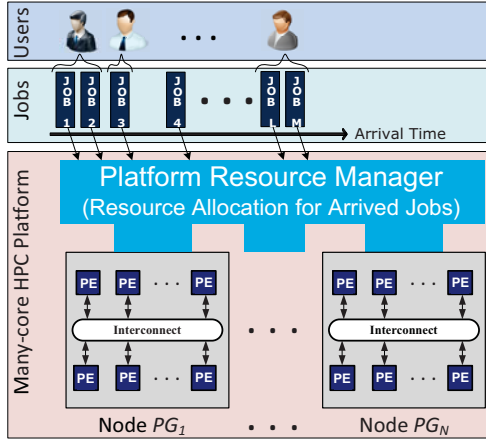 Users
. . .
Jobs
JOB 1
JOB 2
JOB 3
JOB 4
. . .
JOB L
JOB M
Arrival Time
Many-core HPC Platform
Platform Resource Manager
(Resource Allocation for Arrived Jobs)
PE PE . . . PE
Interconnect
PE PE . . . PE
Node PG1
. . .
PE PE . . . PE
Interconnect
PE PE . . . PE
Node PGN
. . .